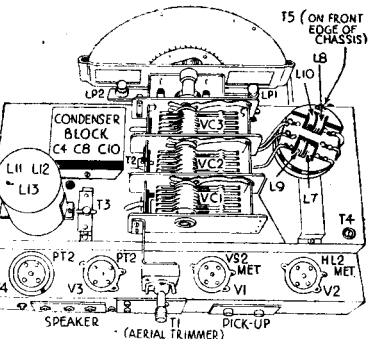 T5 (ON FRONT
EDGE OF
CHASSIS)
L8
L10
LP2
LP1
CONDENSER
BLOCK
C4 C8 C10
VC3
T2
VC2
VC1
L11 L12
L13
T3
L9
L7
T4
PT2
PT2
VS2
MET
HL2
MET.
4
V3
V1
V2
SPEAKER
T1
(AERIAL TRIMMER)
PICK-UP